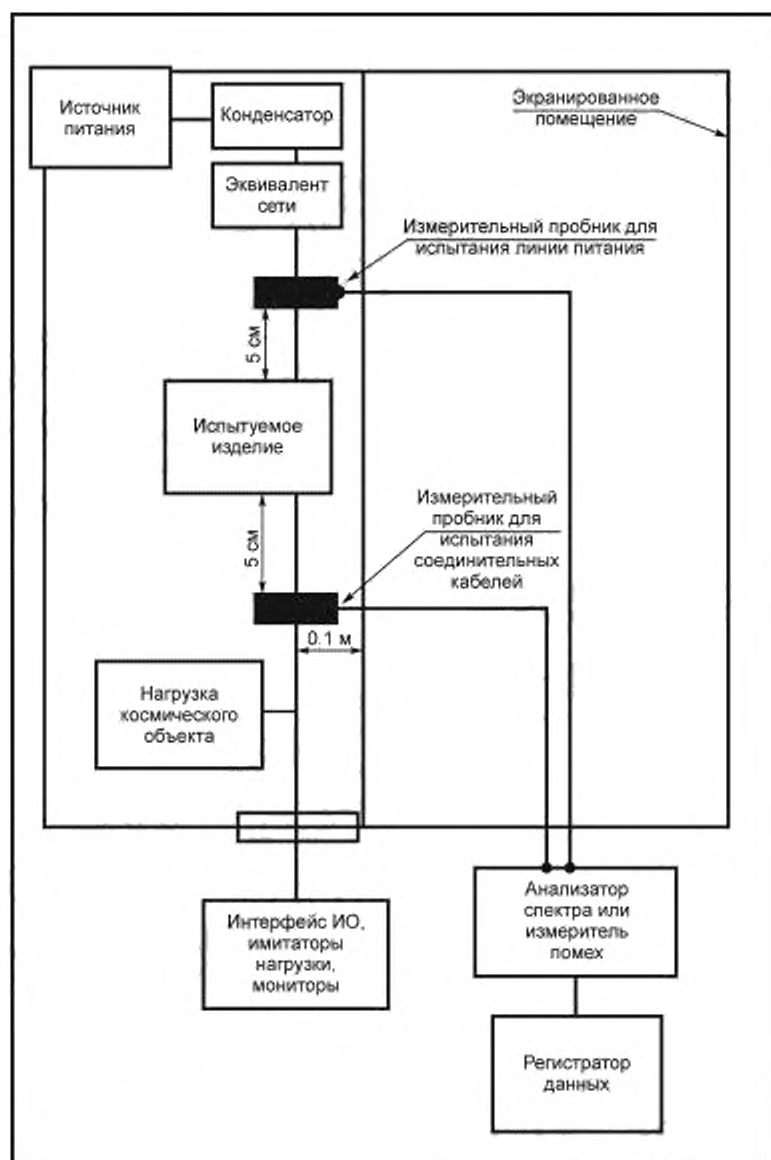 Источник
питания
Конденсатор
Экранированное
помещение
Эквивалент
сети
Измерительный пробник для
испытания линии питания
5 см
Испытуемое
изделие
Измерительный
пробник для
испытания
соединительных
кабелей
5 см
0.1 м
Нагрузка
космического
объекта
Интерфейс ИО,
имитаторы
нагрузки,
мониторы
Анализатор
спектра или
измеритель
помех
Регистратор
данных